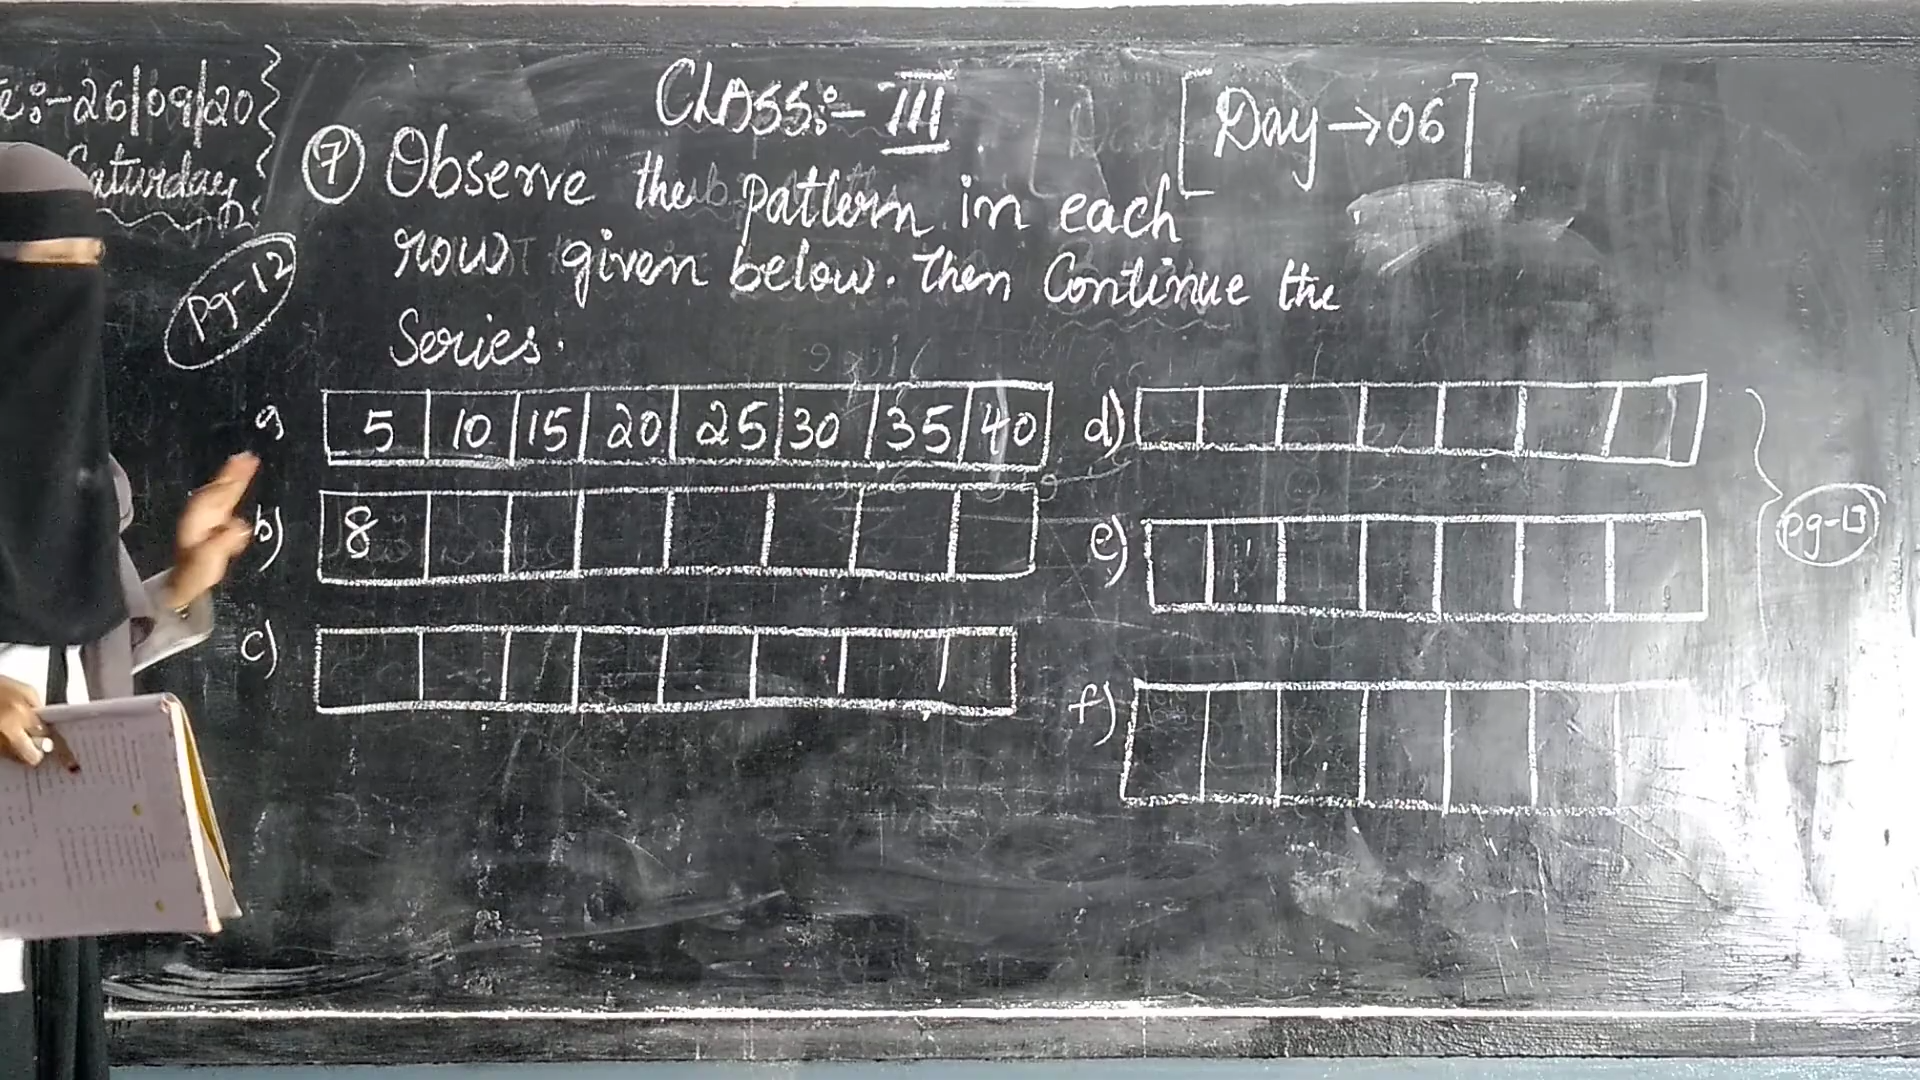 CLASS:- III
[Day→06]
e:-26/09/20
Saturday
Pg-12
⑦ Observe the pattern in each
row given below. Then Continue the
Series.
a 5 10 15 20 25 30 35 40
b) 8
c)
d)
e)
f)
Pg-13